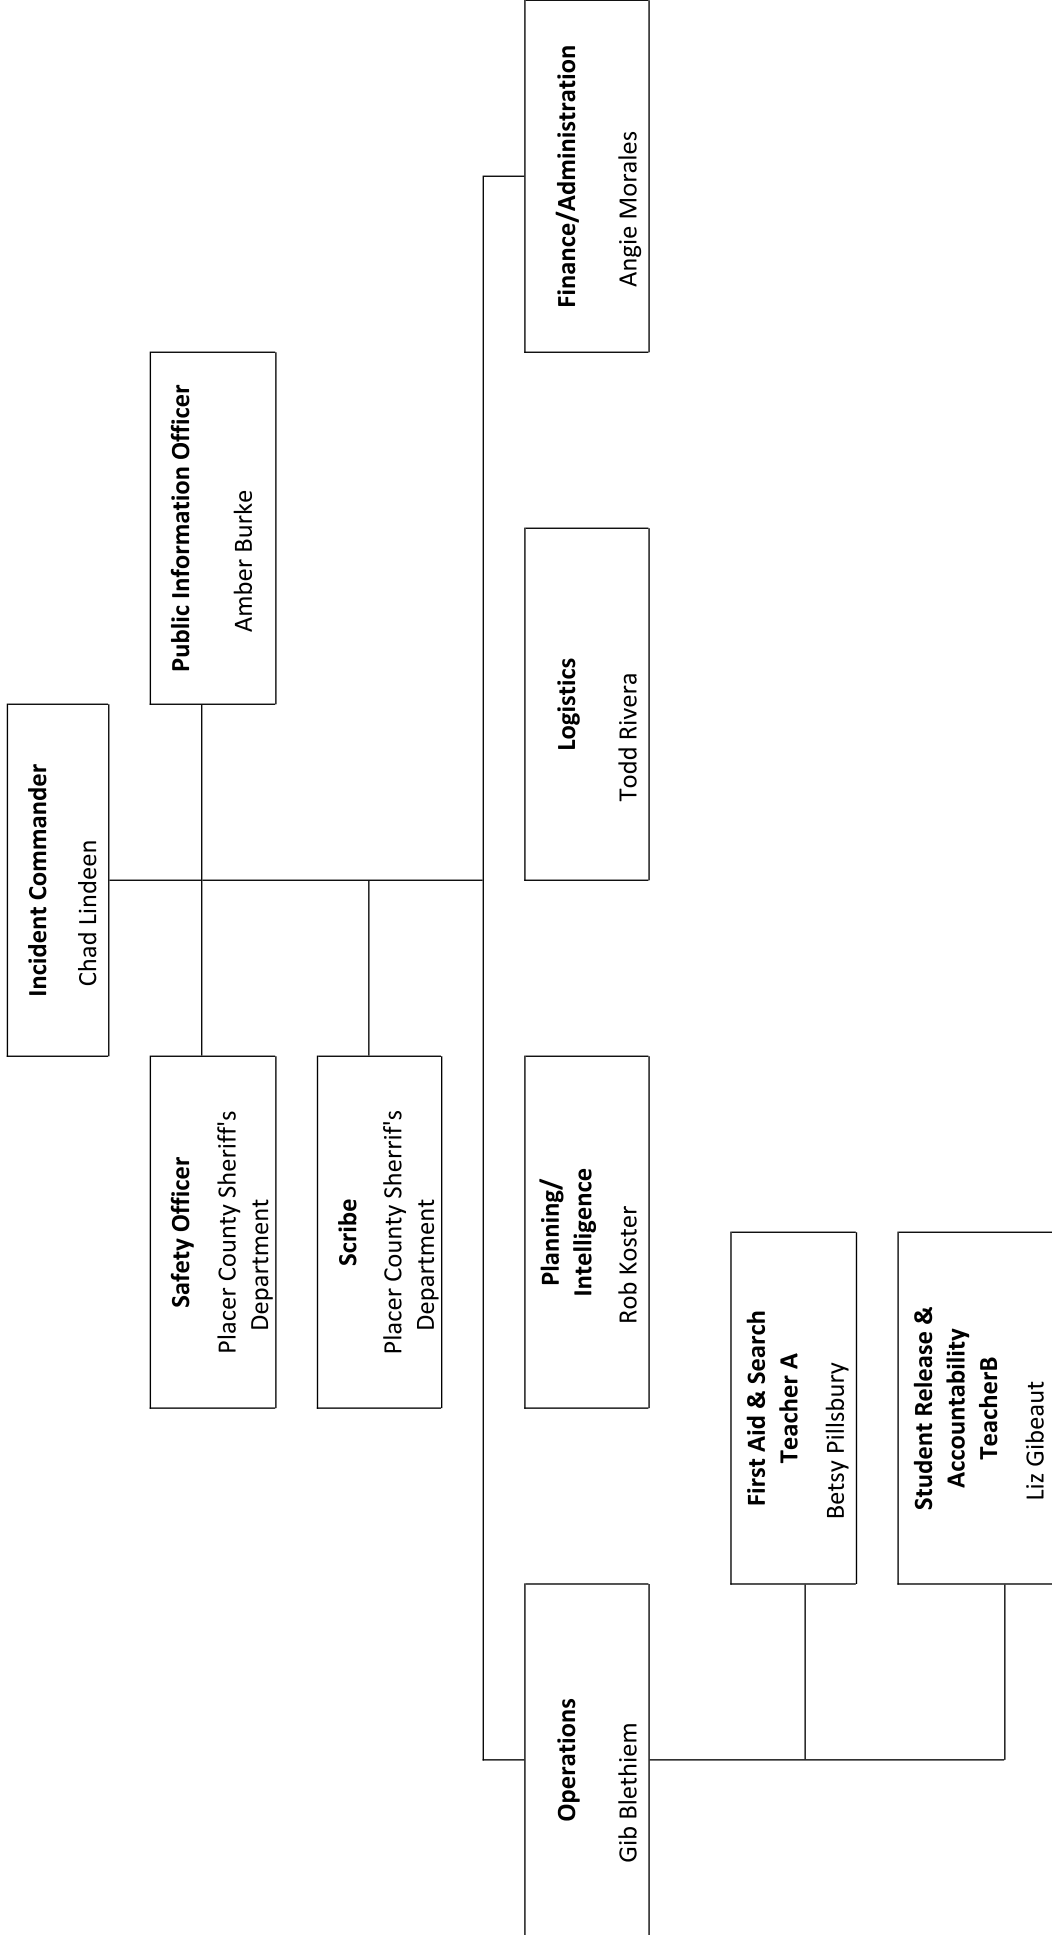 Incident Commander
Chad Lindeen
Safety Officer
Placer County Sheriff's
Department
Public Information Officer
Amber Burke
Scribe
Placer County Sherrif's
Department
Operations
Gib Blethiem
Planning/
Intelligence
Rob Koster
Logistics
Todd Rivera
Finance/Administration
Angie Morales
First Aid & Search
Teacher A
Betsy Pillsbury
Student Release &
Accountability
TeacherB
Liz Gibeaut